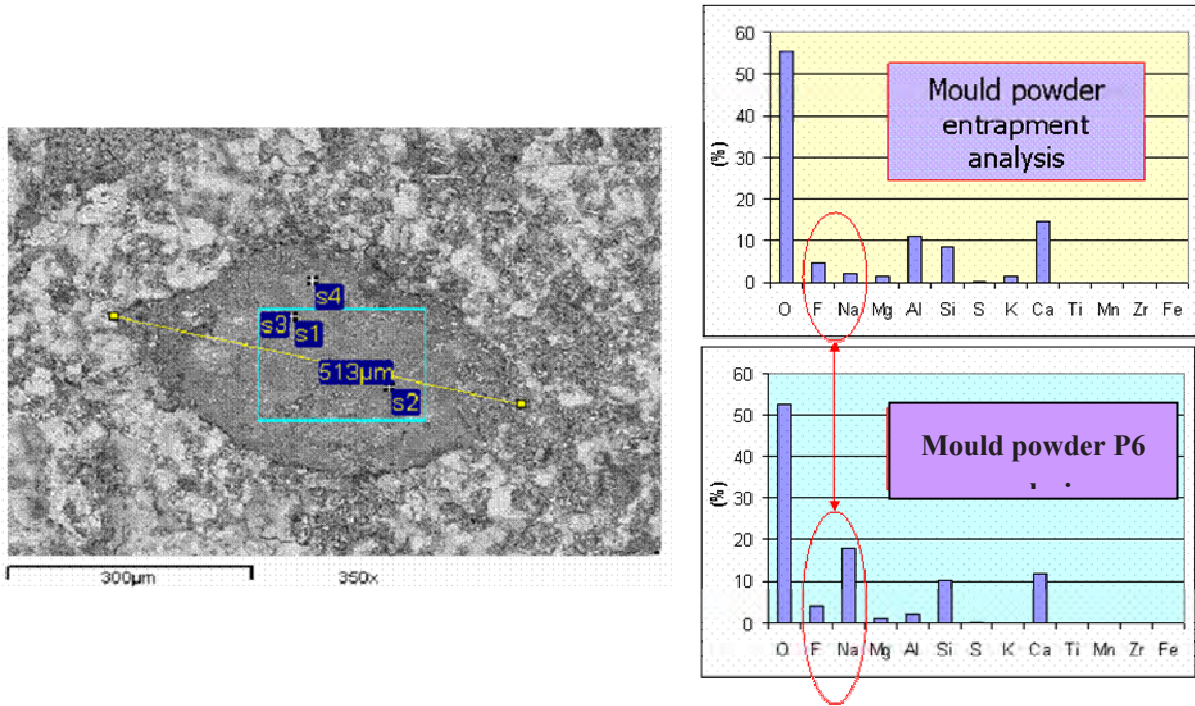 s4
s3
s1
513µm
s2
300µm
350x
60
50
40
30
20
10
0
(%)
Mould powder
entrapment
analysis
O F Na Mg Al Si S K Ca Ti Mn Zr Fe
60
50
40
30
20
10
0
(%)
Mould powder P6
O F Na Mg Al Si S K Ca Ti Mn Zr Fe